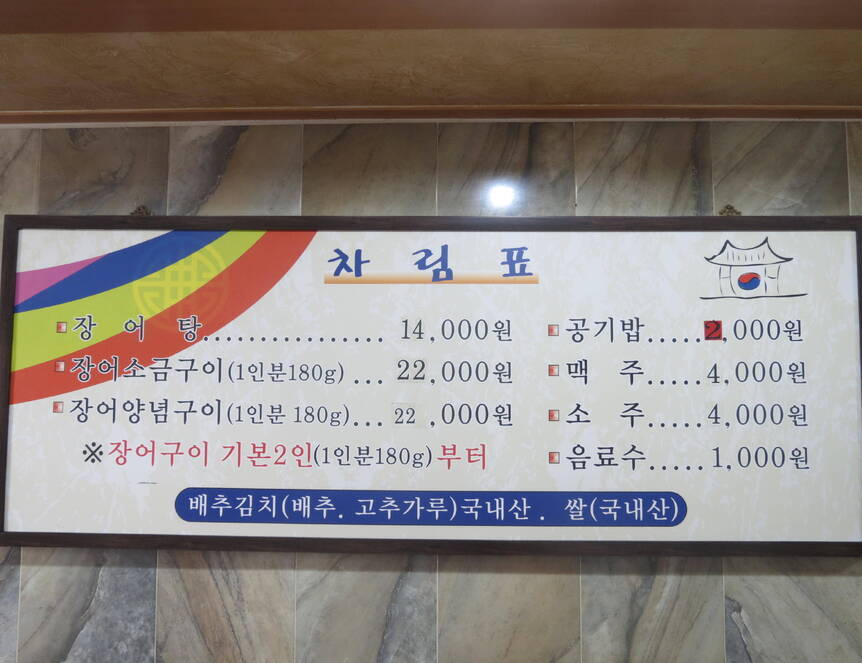 차 림 표
장 어 탕................ 14,000원
장어소금구이(1인분180g) ... 22,000원
장어양념구이(1인분 180g)... 22 ,000원
※장어구이 기본2인(1인분180g)부터
공기밥.....2,000원
맥 주.....4,000원
소 주.....4,000원
음료수.....1,000원
배추김치(배추. 고추가루)국내산 . 쌀(국내산)